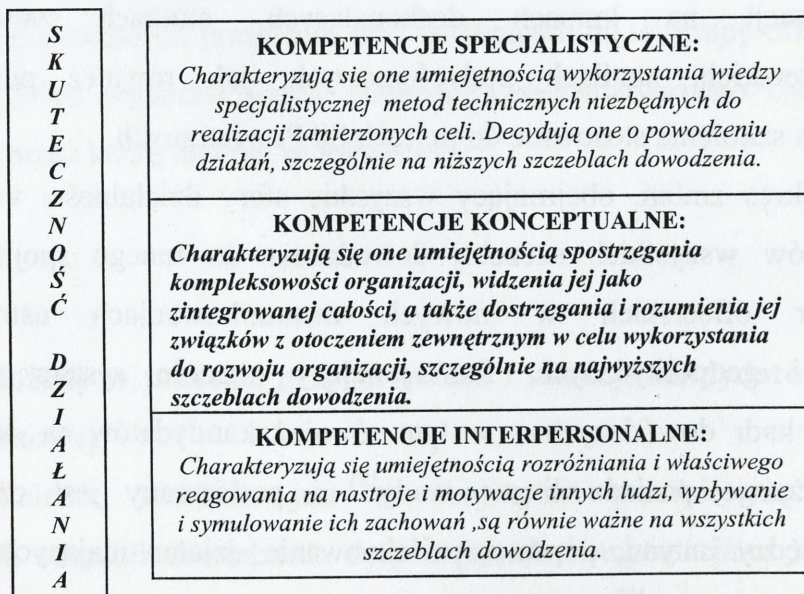 S
K
U
T
E
C
Z
N
O
Ś
Ć
D
Z
I
A
Ł
A
N
I
A
KOMPETENCJE SPECJALISTYCZNE:
Charakteryzują się one umiejętnością wykorzystania wiedzy
specjalistycznej metod technicznych niezbędnych do
realizacji zamierzonych celi. Decydują one o powodzeniu
działań, szczególnie na niższych szczeblach dowodzenia.
KOMPETENCJE KONCEPTUALNE:
Charakteryzują się one umiejętnością spostrzegania
kompleksowości organizacji, widzenia jej jako
zintegrowanej całości, a także dostrzegania i rozumienia jej
związków z otoczeniem zewnętrznym w celu wykorzystania
do rozwoju organizacji, szczególnie na najwyższych
szczeblach dowodzenia.
KOMPETENCJE INTERPERSONALNE:
Charakteryzują się umiejętnością rozróżniania i właściwego
reagowania na nastroje i motywacje innych ludzi, wpływanie
i symulowanie ich zachowań ,są równie ważne na wszystkich
szczeblach dowodzenia.